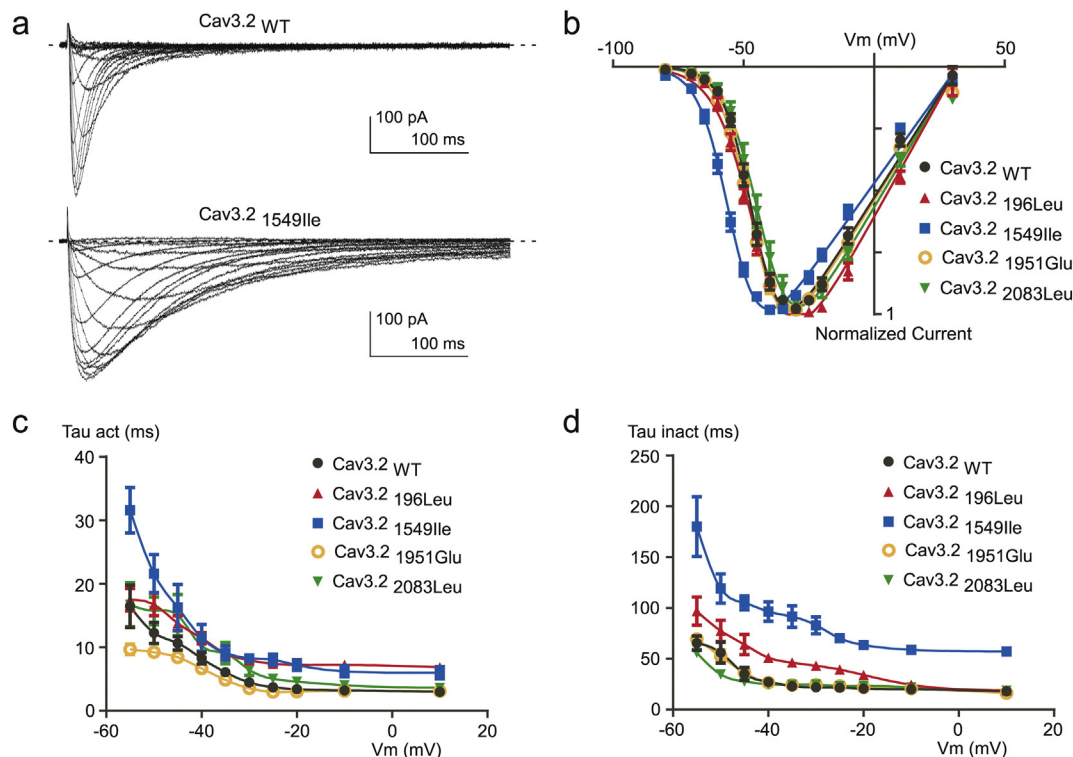 a
Cav3.2 WT
100 pA
100 ms
Cav3.2 1549Ile
100 pA
100 ms
b
-100
-50
Vm (mV)
50
Cav3.2 WT
Cav3.2 196Leu
Cav3.2 1549Ile
Cav3.2 1951Glu
Cav3.2 2083Leu
1
Normalized Current
c
Tau act (ms)
40
30
20
10
0
-60
-40
-20
0
20
Vm (mV)
Cav3.2 WT
Cav3.2 196Leu
Cav3.2 1549Ile
Cav3.2 1951Glu
Cav3.2 2083Leu
d
Tau inact (ms)
250
200
150
100
50
0
-60
-40
-20
0
20
Vm (mV)
Cav3.2 WT
Cav3.2 196Leu
Cav3.2 1549Ile
Cav3.2 1951Glu
Cav3.2 2083Leu